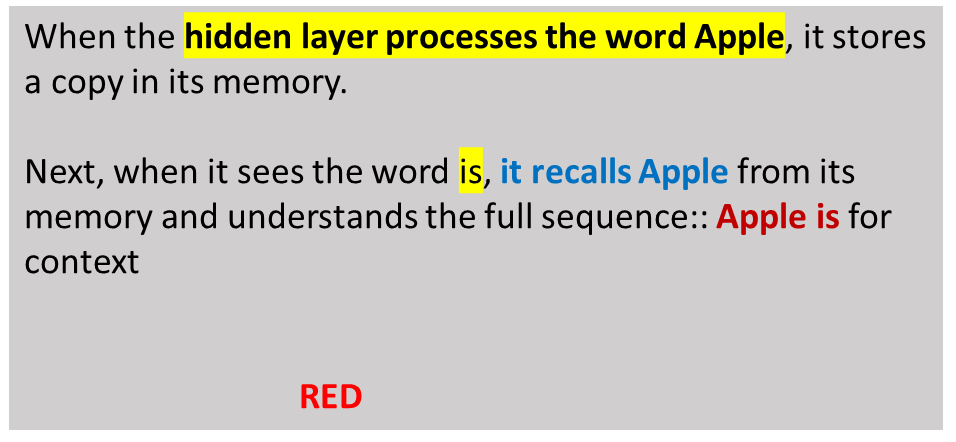 When the hidden layer processes the word Apple, it stores
a copy in its memory.
Next, when it sees the word is, it recalls Apple from its
memory and understands the full sequence:: Apple is for
context
RED